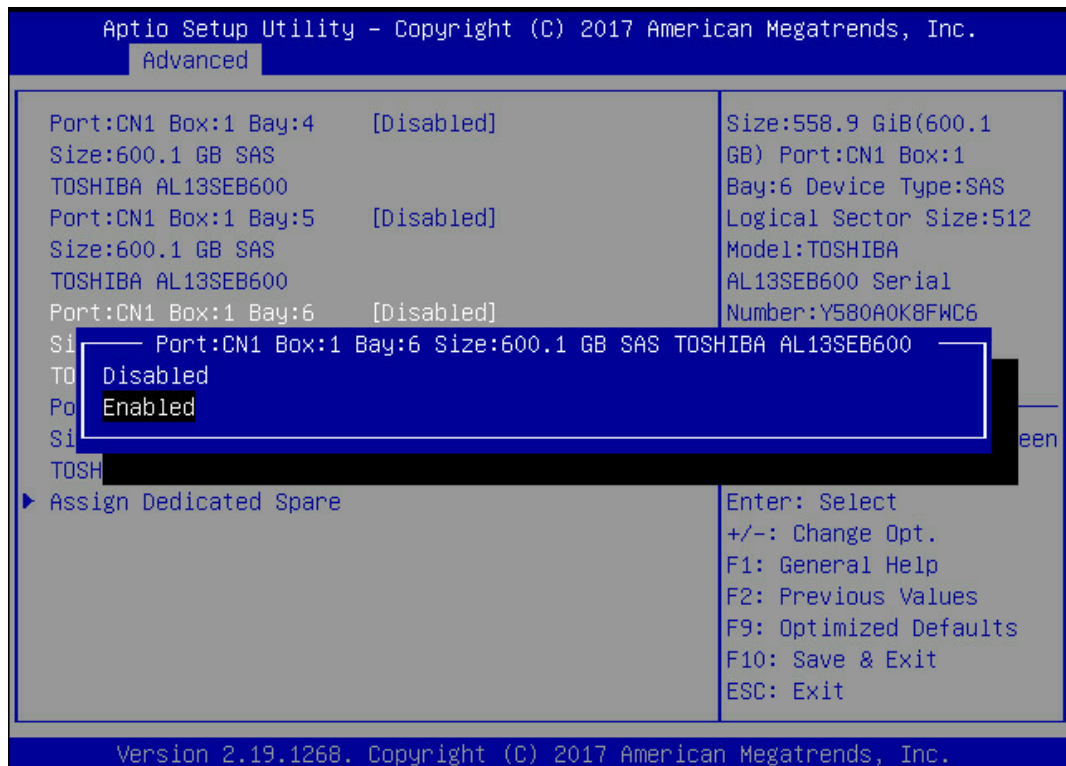 Aptio Setup Utility – Copyright (C) 2017 American Megatrends, Inc.
Advanced
Port:CN1 Box:1 Bay:4 [Disabled]
Size:600.1 GB SAS
TOSHIBA AL13SEB600
Port:CN1 Box:1 Bay:5 [Disabled]
Size:600.1 GB SAS
TOSHIBA AL13SEB600
Port:CN1 Box:1 Bay:6 [Disabled]
Si
TO
Po
Si
TOSH
Assign Dedicated Spare
Port:CN1 Box:1 Bay:6 Size:600.1 GB SAS TOSHIBA AL13SEB600
Disabled
Enabled
Size:558.9 GiB(600.1
GB) Port:CN1 Box:1
Bay:6 Device Type:SAS
Logical Sector Size:512
Model:TOSHIBA
AL13SEB600 Serial
Number:Y580A0K8FWC6
een
Enter: Select
+/-: Change Opt.
F1: General Help
F2: Previous Values
F9: Optimized Defaults
F10: Save & Exit
ESC: Exit
Version 2.19.1268. Copyright (C) 2017 American Megatrends, Inc.